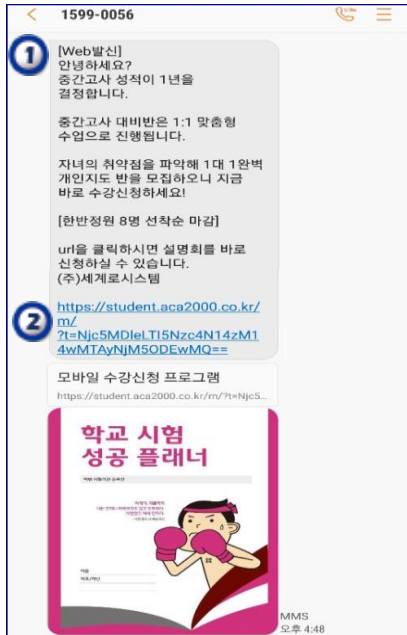 1599-0056
1
[Web발신]
안녕하세요?
중간고사 성적이 1년을
결정합니다.
중간고사 대비반은 1:1 맞춤형
수업으로 진행됩니다.
자녀의 취약점을 파악해 1대 1완벽
개인지도 반을 모집하오니 지금
바로 수강신청하세요!
[한반정원 8명 선착순 마감]
url을 클릭하시면 설명회를 바로
신청하실 수 있습니다.
(주)세계로시스템
2
https://student.aca2000.co.kr/
m/
?t=Njc5MDleLTI5Nzc4N14zM1
4wMTAyNjM5ODEwMQ==
모바일 수강신청 프로그램
https://student.aca2000.co.kr/m/?t=Njc5...
학교 시험
성공 플래너
이름
MMS
오후 4:48